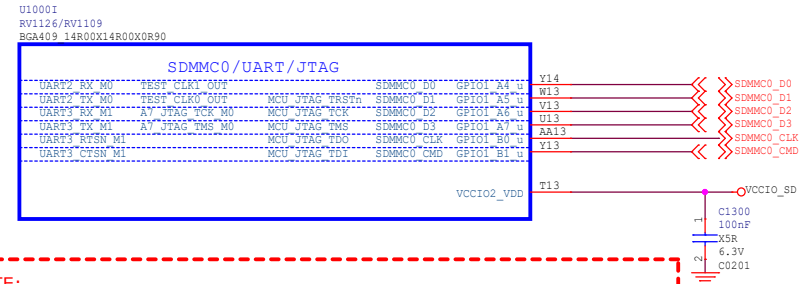 U1000I
RV1126/RV1109
BGA409_14R00X14R00X0R90
SDMMC0/UART/JTAG
UART2_RX_M0 TEST_CLK1_OUT SDMMC0_D0 GPIO1_A4_u Y14 SDMMC0_D0
UART2_TX_M0 TEST_CLK0_OUT MCU_JTAG_TRSTn SDMMC0_D1 GPIO1_A5_u W13 SDMMC0_D1
UART3_RX_M1 A7_JTAG_TCK_M0 MCU_JTAG_TCK SDMMC0_D2 GPIO1_A6_u V13 SDMMC0_D2
UART3_TX_M1 A7_JTAG_TMS_M0 MCU_JTAG_TMS SDMMC0_D3 GPIO1_A7_u U13 SDMMC0_D3
UART3_RTSN_M1 MCU_JTAG_TDO SDMMC0_CLK GPIO1_B0_u AA13 SDMMC0_CLK
UART3_CTSN_M1 MCU_JTAG_TDI SDMMC0_CMD GPIO1_B1_u Y13 SDMMC0_CMD
VCCIO2_VDD T13 VCCIO_SD
C1300
1 100nF
X5R
2 6.3V
C0201